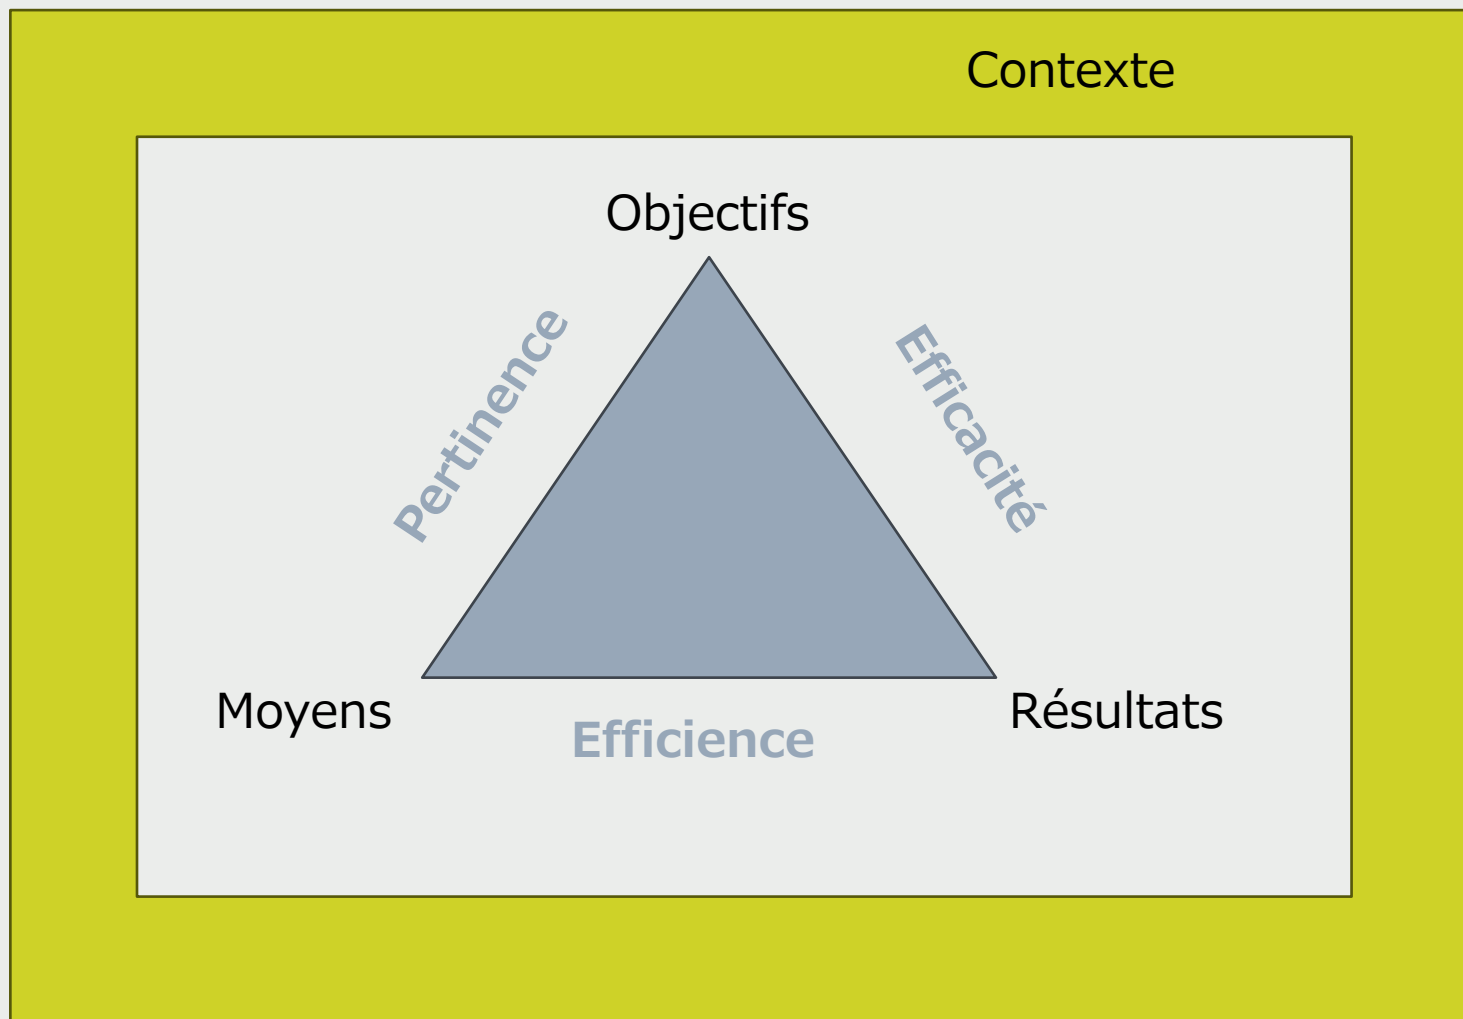 Contexte
Objectifs
Pertinence
Efficacité
Moyens
Résultats
Efficience